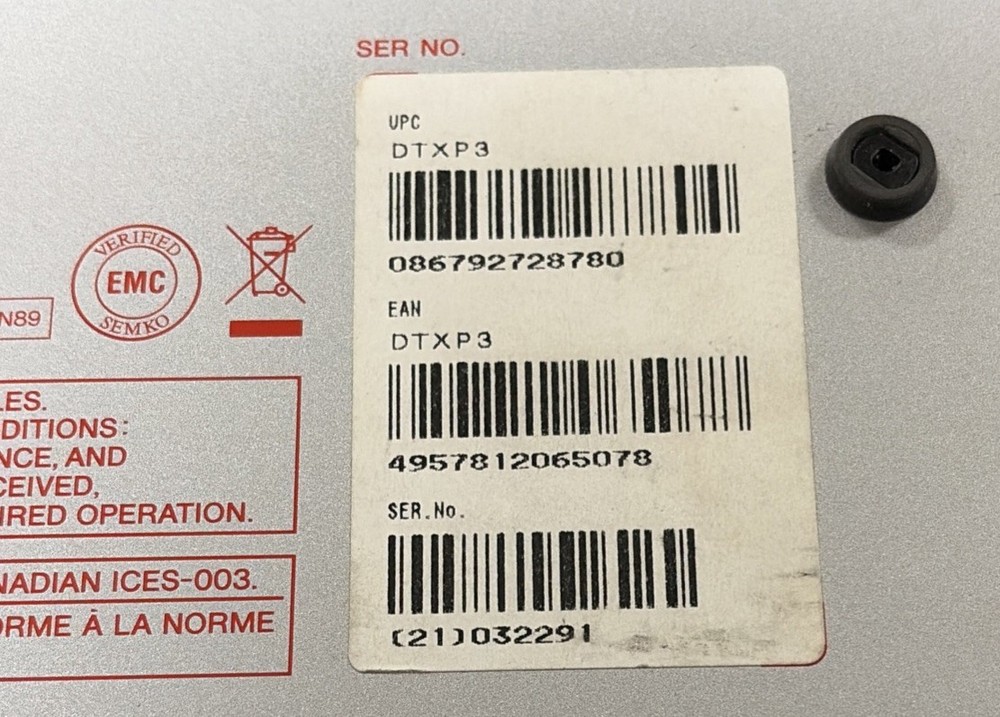 SER NO.
UPC
DTXP3
086792728780
EAN
DTXP3
4957812065078
SER.No.
(21)032291
VERIFIED
EMC
SEMKO
N89
LES.
DITIONS:
NCE, AND
CEIVED,
IRED OPERATION.
NADIAN ICES-003.
ORME À LA NORME